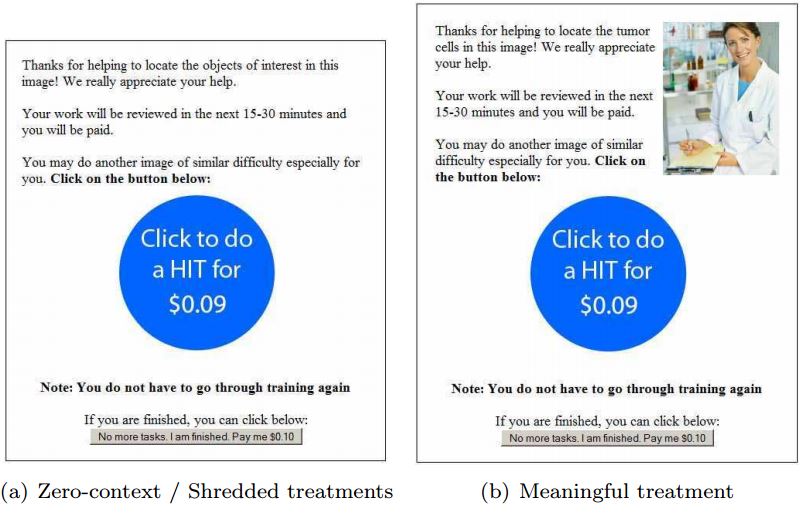 Thanks for helping to locate the objects of interest in this
image! We really appreciate your help.
Your work will be reviewed in the next 15-30 minutes and
you will be paid.
You may do another image of similar difficulty especially for
you. Click on the button below:
Click to do
a HIT for
$0.09
Note: You do not have to go through training again
If you are finished, you can click below:
No more tasks. I am finished. Pay me $0.10
(a) Zero-context / Shredded treatments
Thanks for helping to locate the tumor
cells in this image! We really appreciate
your help.
Your work will be reviewed in the next
15-30 minutes and you will be paid.
You may do another image of similar
difficulty especially for you. Click on
the button below:
Click to do
a HIT for
$0.09
Note: You do not have to go through training again
If you are finished, you can click below:
No more tasks. I am finished. Pay me $0.10
(b) Meaningful treatment